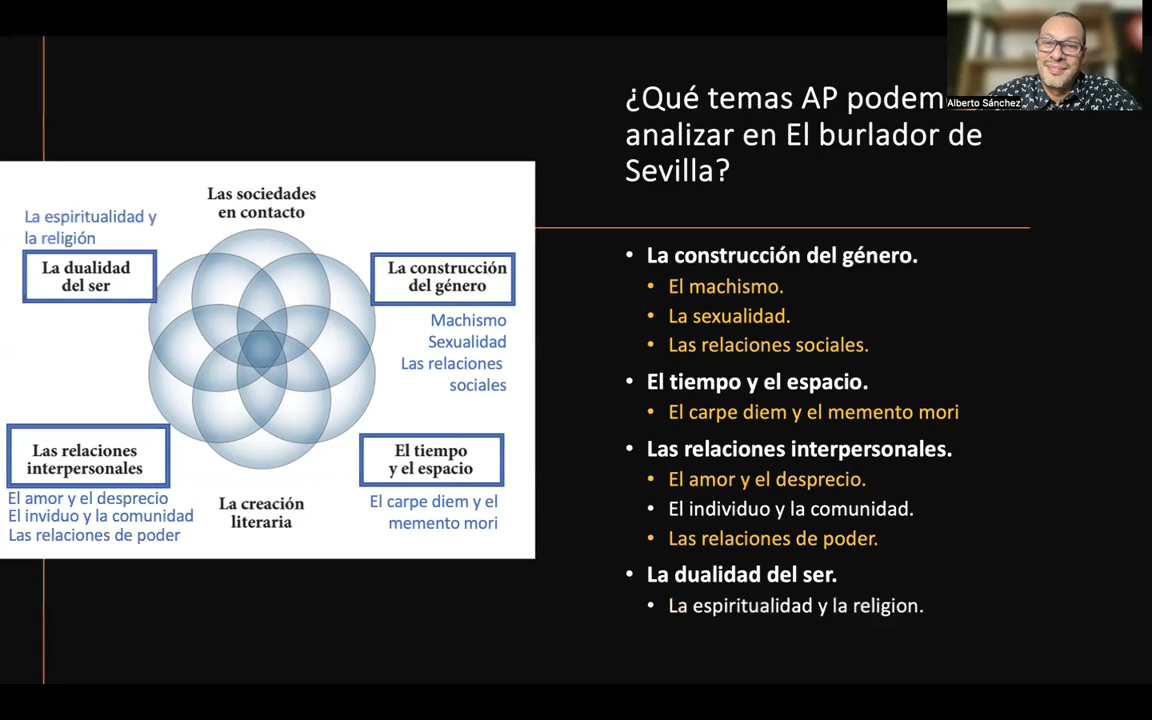 ¿Qué temas AP podem
analizar en El burlador de
Sevilla?
Alberto Sánchez
Las sociedades
en contacto
La espiritualidad y
la religión
La dualidad
del ser
La construcción
del género
Machismo
Sexualidad
Las relaciones
sociales
Las relaciones
interpersonales
El amor y el desprecio
El inviduo y la comunidad
Las relaciones de poder
El tiempo
y el espacio
El carpe diem y el
memento mori
La creación
literaria
• La construcción del género.
• El machismo.
• La sexualidad.
• Las relaciones sociales.
• El tiempo y el espacio.
• El carpe diem y el memento mori
• Las relaciones interpersonales.
• El amor y el desprecio.
• El individuo y la comunidad.
• Las relaciones de poder.
• La dualidad del ser.
• La espiritualidad y la religion.